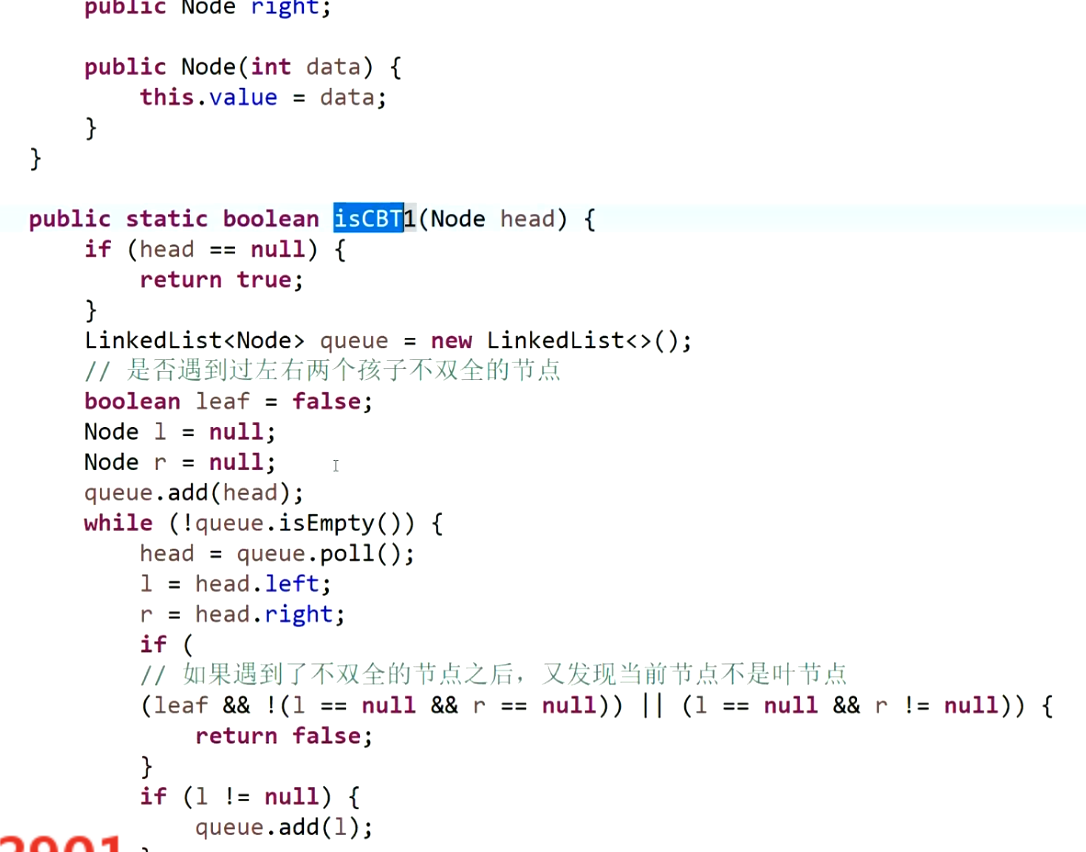 public Node right;
public Node(int data) {
this.value = data;
}
}
public static boolean isCBT1(Node head) {
if (head == null) {
return true;
}
LinkedList<Node> queue = new LinkedList<>();
// 是否遇到过左右两个孩子不双全的节点
boolean leaf = false;
Node l = null;
Node r = null;
queue.add(head);
while (!queue.isEmpty()) {
head = queue.poll();
l = head.left;
r = head.right;
if (
// 如果遇到了不双全的节点之后，又发现当前节点不是叶节点
(leaf && !(l == null && r == null)) || (l == null && r != null)) {
return false;
}
if (l != null) {
queue.add(l);